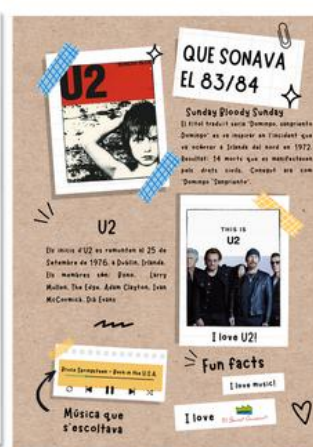 U2
QUE SONAVA
EL 83/84
Sunday Bloody Sunday
El títol traduït seria "Domingo, sangriento
Domingo" es va inspirar en l'incident que
va ocórrer a Irlanda del nord en 1972.
Resultat: 14 morts que es manifestaven
pels drets civils. Conegut ara com
"Domingo "Sangriento".
U2
Els inicis d'U2 es remunten al 25 de
Setembre de 1976, a Dublin, Irlanda.
Els membres són: Bono, Larry
Mullen, The Edge, Adam Clayton, Ivan
McCormick, Dik Evans
THIS IS
U2
I love U2!
Bruce Springsteen - Born in the U.S.A.
Música que
s'escoltava
Fun facts
I love music!
I love